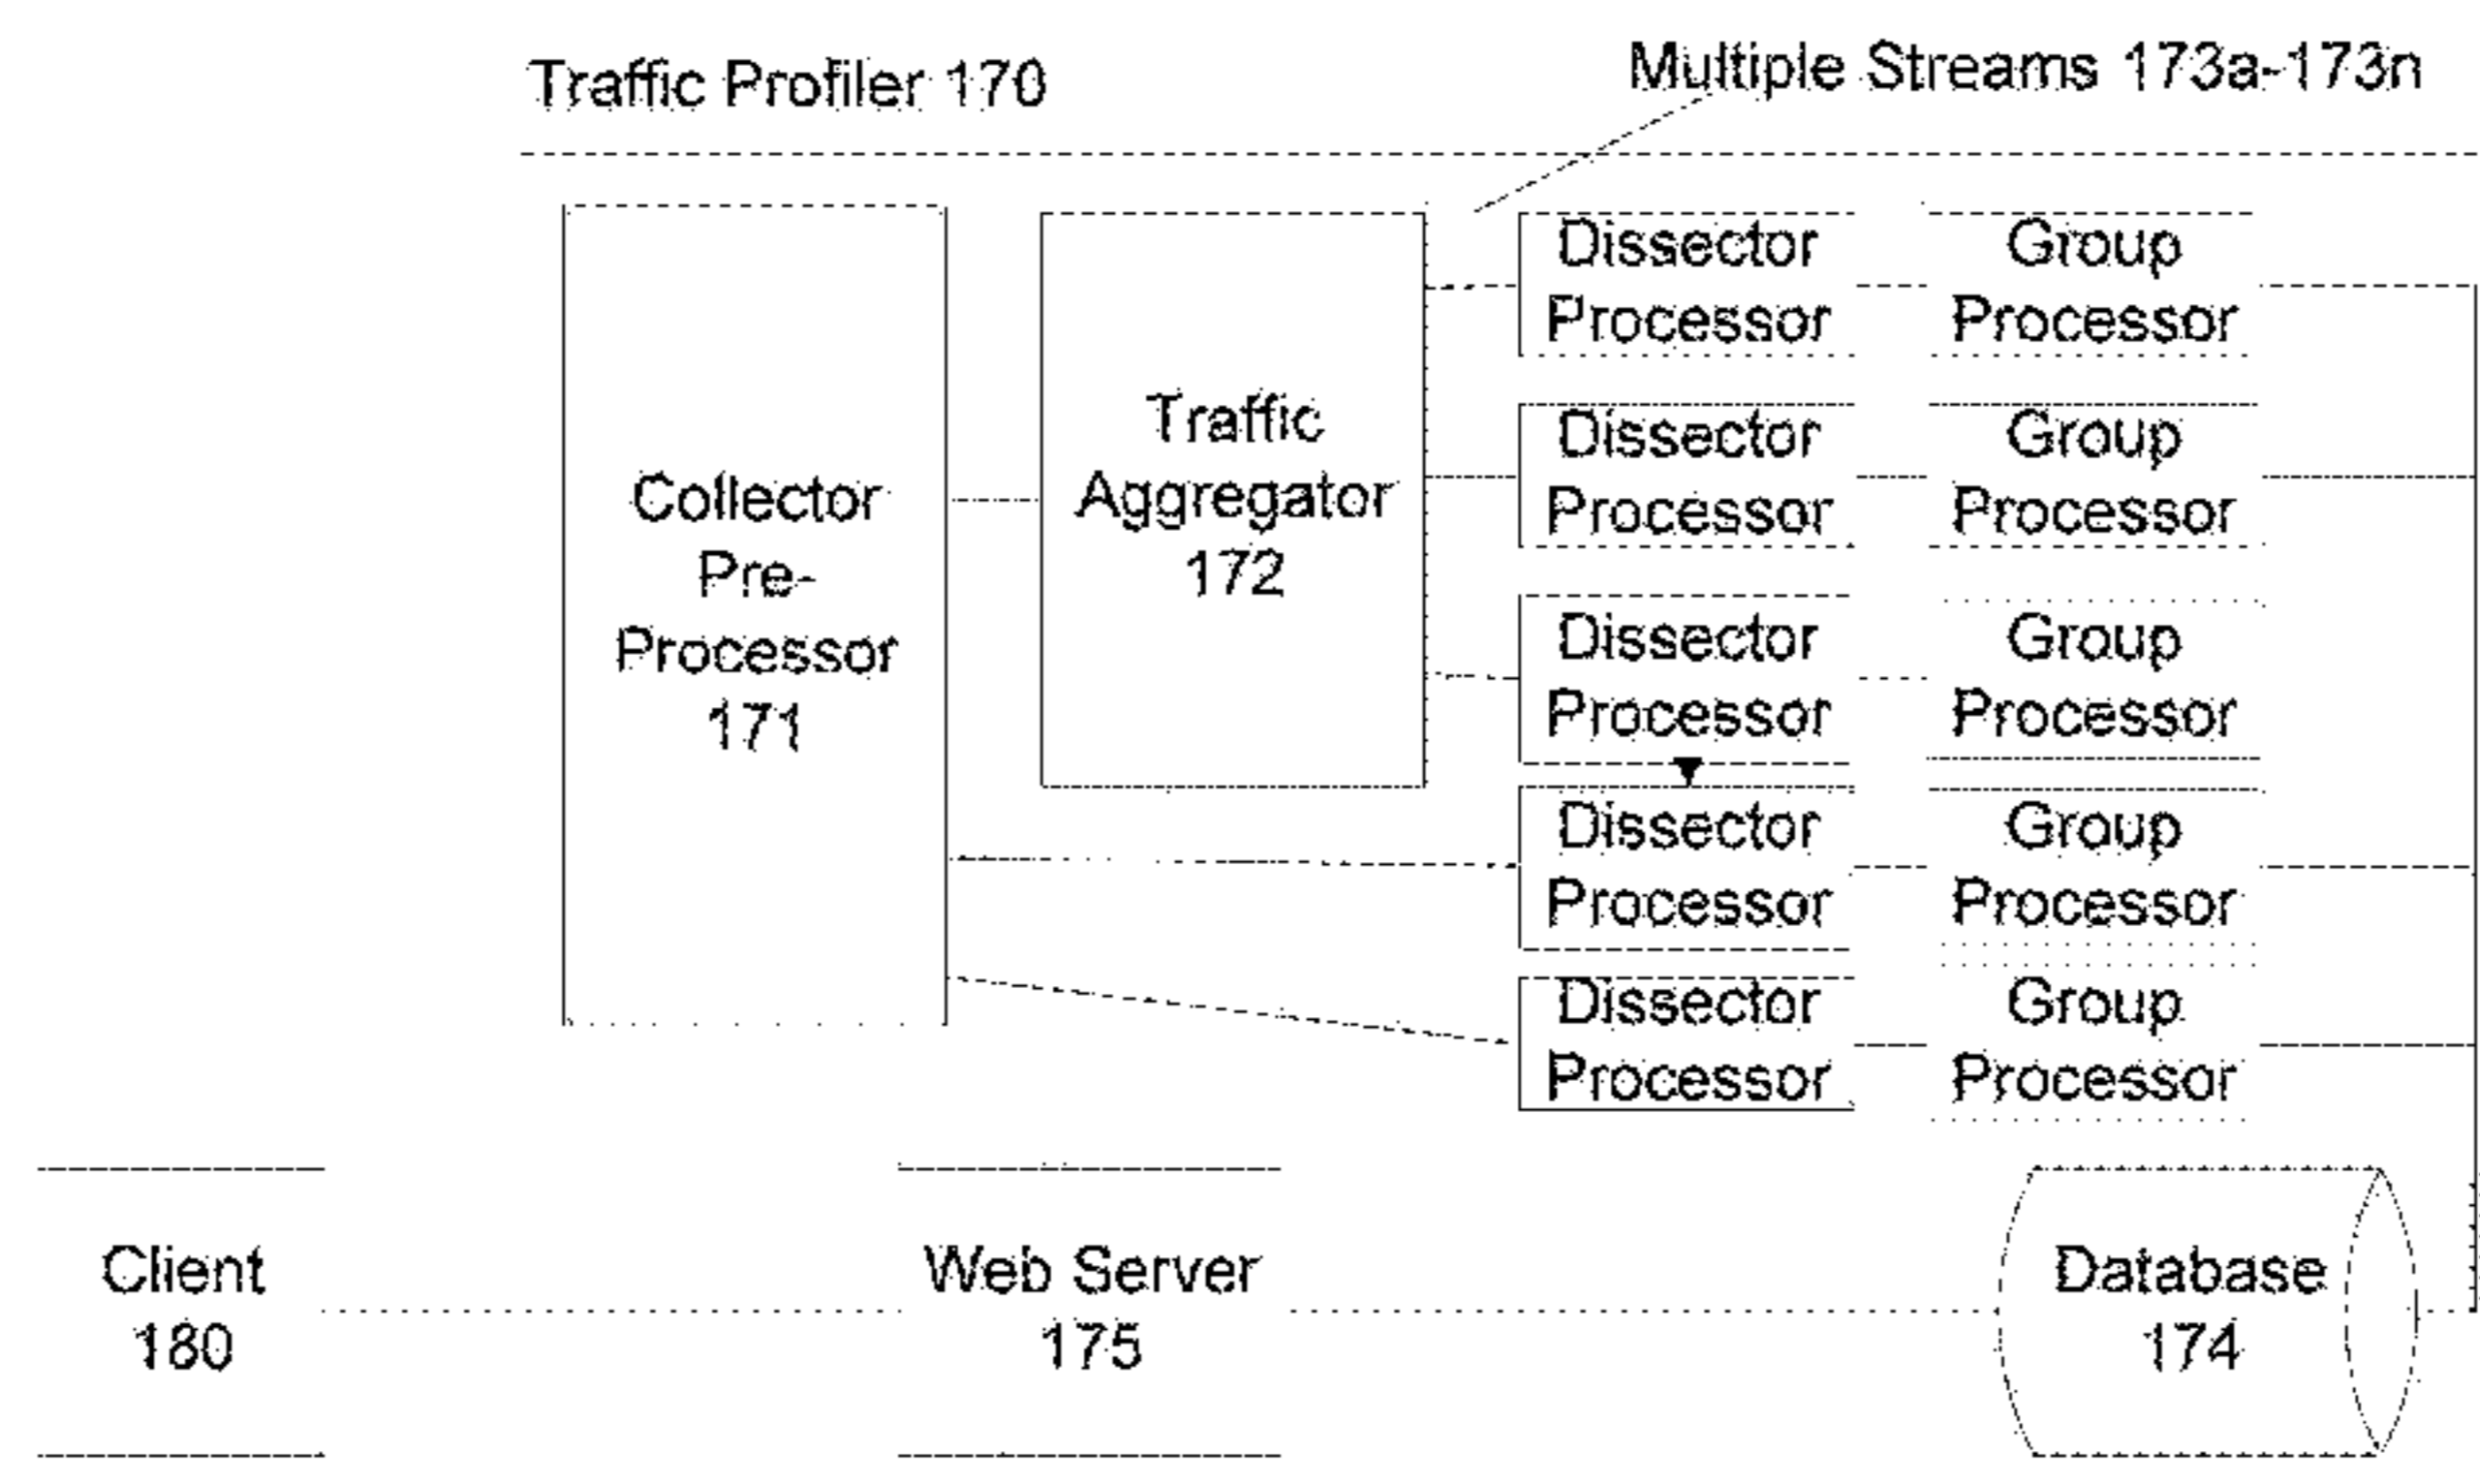 Traffic Profiler 170
Multiple Streams 173a-173n
Collector
Pre-
Processor
171
Traffic
Aggregator
172
Dissector
Processor
Group
Processor
Dissector
Processor
Group
Processor
Dissector
Processor
Group
Processor
Dissector
Processor
Group
Processor
Dissector
Processor
Group
Processor
Client
180
Web Server
175
Database
174